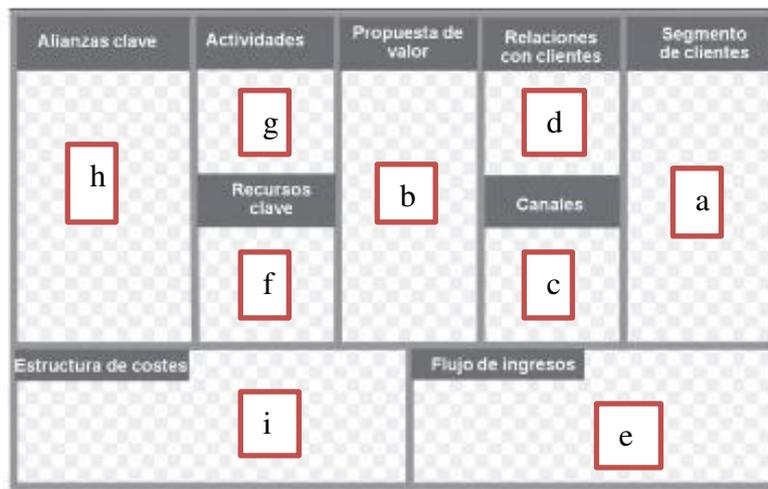 Alianzas clave
Actividades
Propuesta de
valor
Relaciones
con clientes
Segmento
de clientes
g
d
h
b
a
Recursos
clave
Canales
f
c
Estructura de costes
Flujo de ingresos
i
e